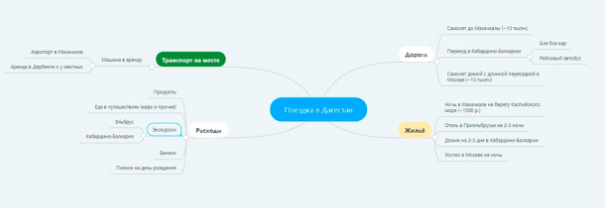 Самолет до Махачкалы (~10 тысяч)
Дорога
Бла бла кар
Переезд в Кабардино-Балкарию
Рейсовый автобус
Самолет домой с длинной пересадкой в
Москве (~13 тысяч)
Аэропорт в Махачкале
Машина в аренду
Транспорт на месте
Аренда в Дербенте и у местных
Продукты
Еда в путешествиях (кафе и прочее)
Эльбрус
Экскурсии
Кабардино-Балкария
Расходы
Бензин
Пикник на день рождения
Поездка в Дагестан
Ночь в Махачкале на берегу Каспийского
моря (~1500 р.)
Жильё
Отель в Приэльбрусье на 2-3 ночи
Домик на 2-3 дня в Кабардино-Балкарии
Хостел в Москве на ночь